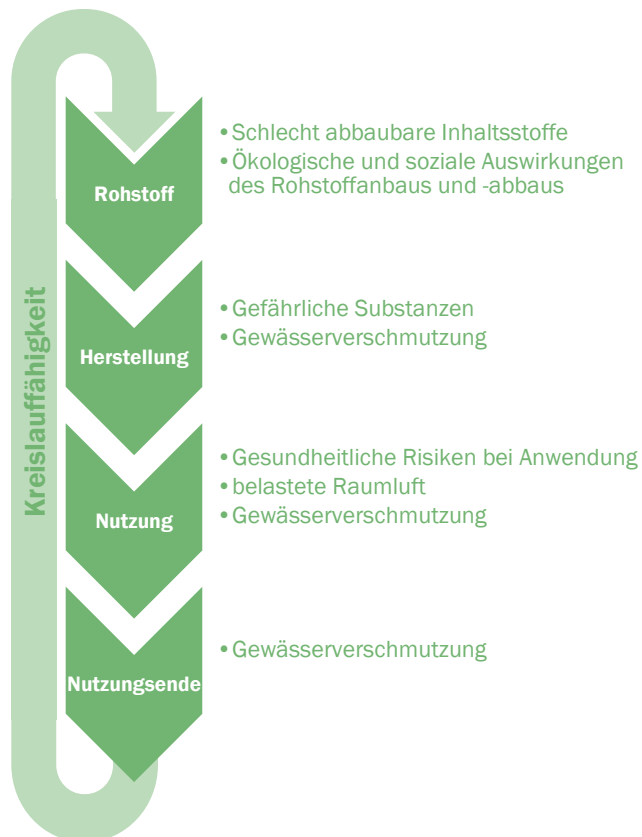 Kreislauffähigkeit
Rohstoff
• Schlecht abbaubare Inhaltsstoffe
• Ökologische und soziale Auswirkungen
des Rohstoffanbaus und -abbaus
Herstellung
• Gefährliche Substanzen
• Gewässerverschmutzung
Nutzung
• Gesundheitliche Risiken bei Anwendung
• belastete Raumluft
• Gewässerverschmutzung
Nutzungsende
• Gewässerverschmutzung